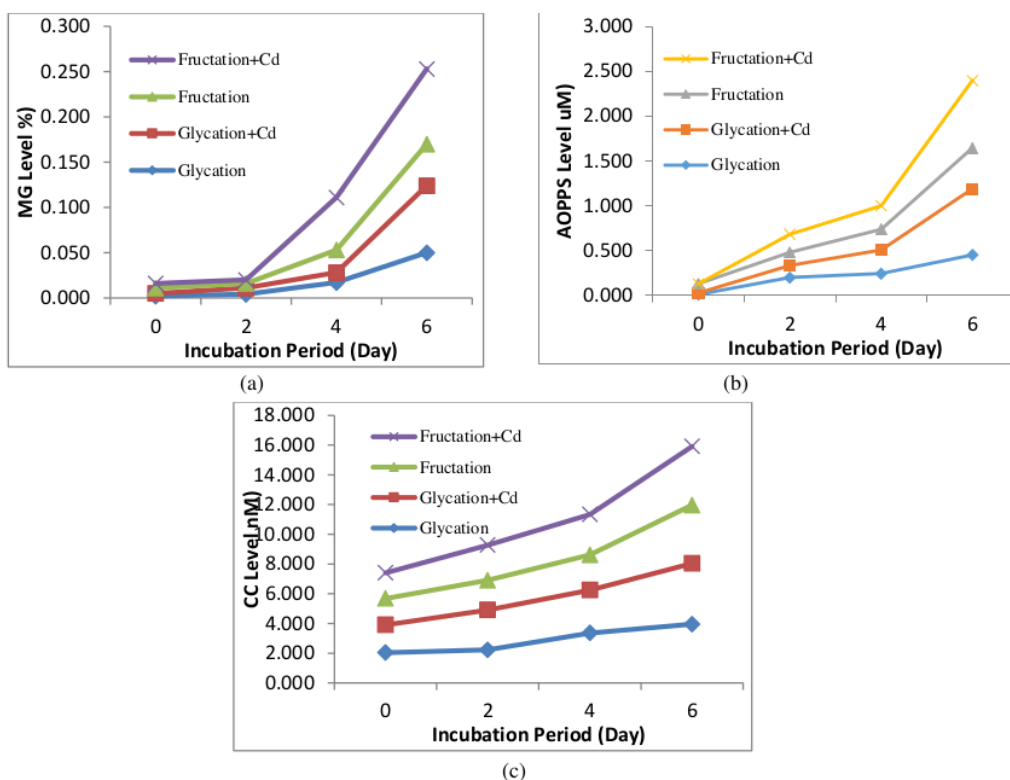 0.300
0.250
0.200
0.150
0.100
0.050
0.000
MG Level %)
Fructation+Cd
Fructation
Glycation+Cd
Glycation
0 2 4 6
Incubation Period (Day)
(a)
3.000
2.500
2.000
1.500
1.000
0.500
0.000
AOPPS Level uM)
Fructation+Cd
Fructation
Glycation+Cd
Glycation
0 2 4 6
Incubation Period (Day)
(b)
18.000
16.000
14.000
12.000
10.000
8.000
6.000
4.000
2.000
0.000
CC Level nM)
Fructation+Cd
Fructation
Glycation+Cd
Glycation
0 2 4 6
Incubation Period (Day)
(c)